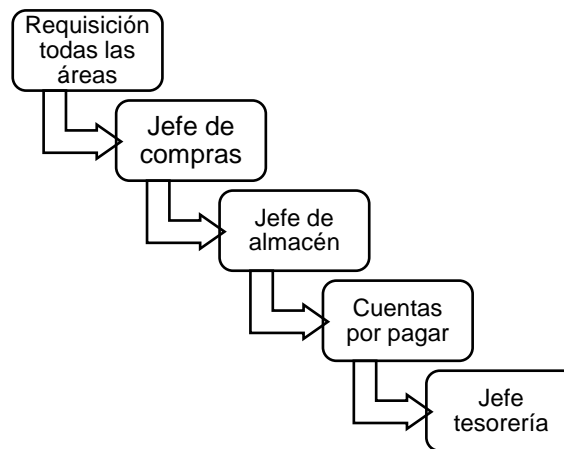 Requisición
todas las
áreas
Jefe de
compras
Jefe de
almacén
Cuentas
por pagar
Jefe
tesorería